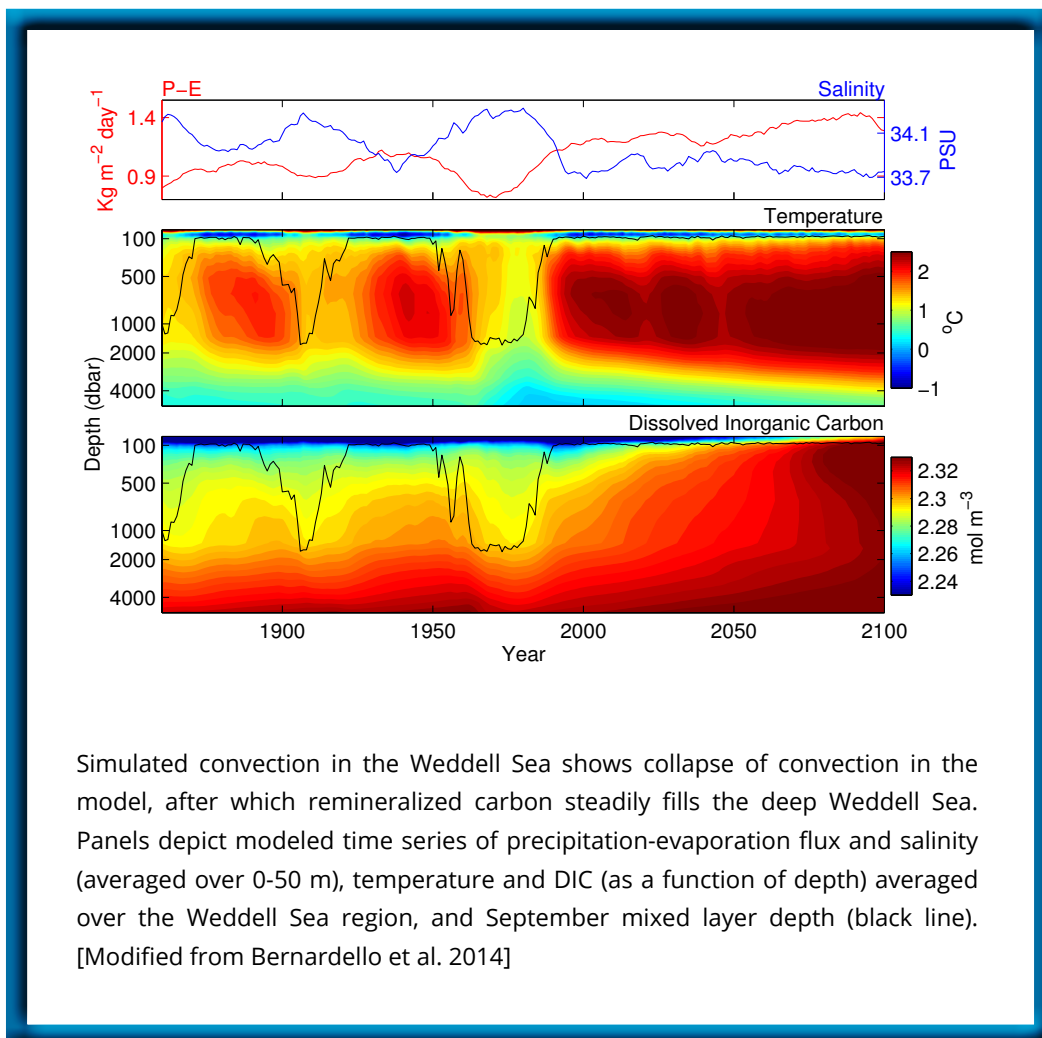 P−E Salinity
1.4
0.9
Kg m⁻² day⁻¹
34.1
33.7
PSU
Temperature
100
500
1000
2000
4000
2
1
0
−1
°C
Depth (dbar)
Dissolved Inorganic Carbon
100
500
1000
2000
4000
2.32
2.3
2.28
2.26
2.24
mol m⁻³
1900 1950 2000 2050 2100
Year
Simulated convection in the Weddell Sea shows collapse of convection in the
model, after which remineralized carbon steadily fills the deep Weddell Sea.
Panels depict modeled time series of precipitation-evaporation flux and salinity
(averaged over 0-50 m), temperature and DIC (as a function of depth) averaged
over the Weddell Sea region, and September mixed layer depth (black line).
[Modified from Bernardello et al. 2014]